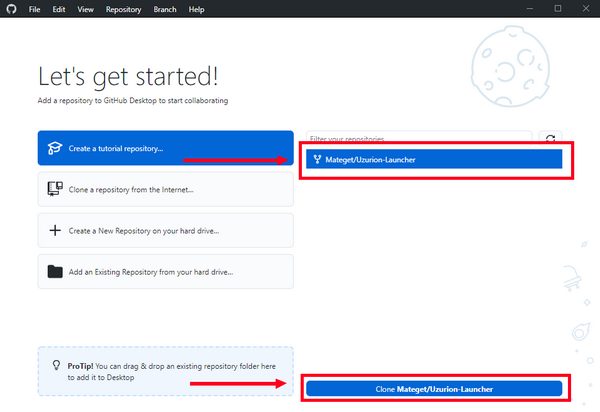 File Edit View Repository Branch Help
Let's get started!
Add a repository to GitHub Desktop to start collaborating
Create a tutorial repository...
Clone a repository from the Internet...
Create a New Repository on your hard drive...
Add an Existing Repository from your hard drive...
ProTip! You can drag & drop an existing repository folder here
to add it to Desktop
Filter your repositories
Mateget/Uzurion-Launcher
Clone Mateget/Uzurion-Launcher